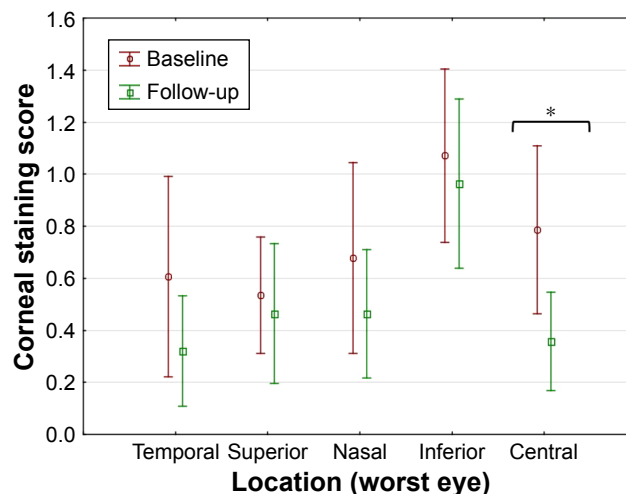 1.6
1.4
1.2
1.0
0.8
0.6
0.4
0.2
0.0
Corneal staining score
Baseline
Follow-up
*
Temporal Superior Nasal Inferior Central
Location (worst eye)